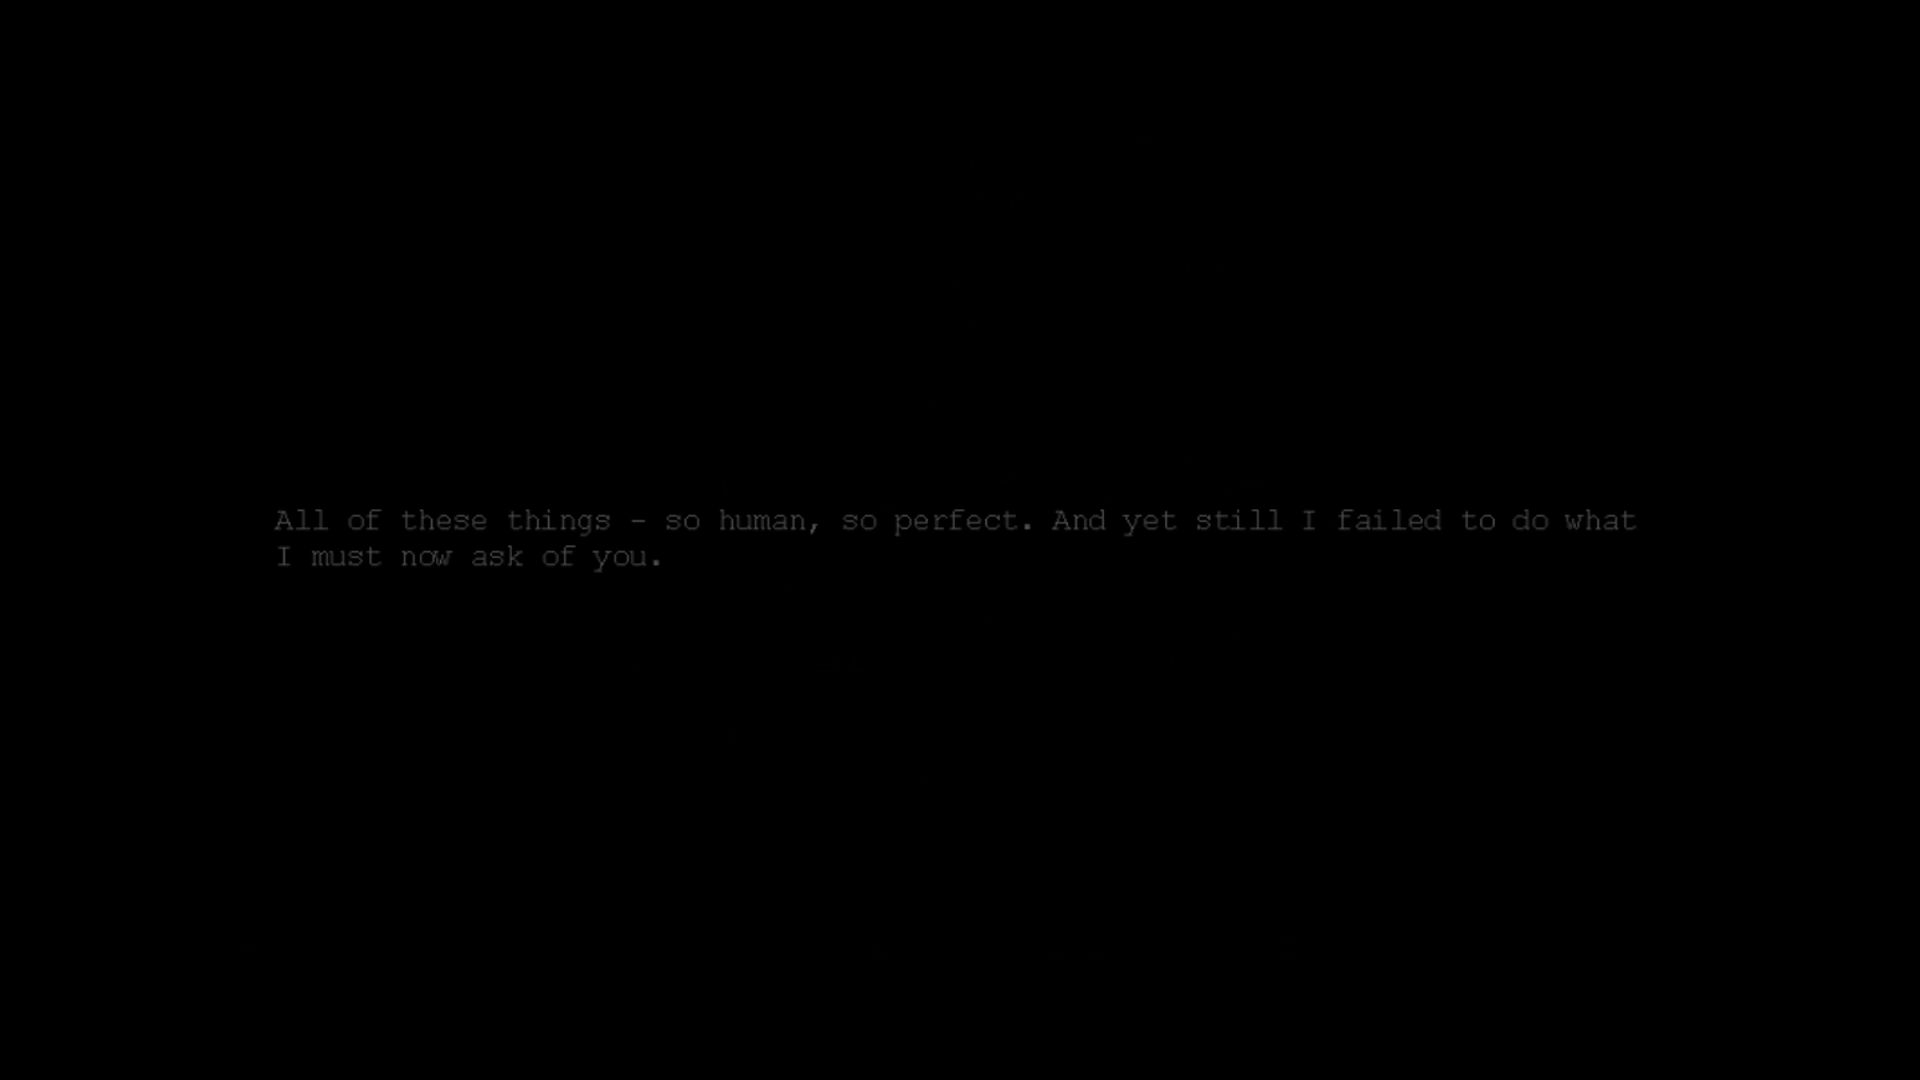 All of these things - so human, so perfect. And yet still I failed to do what
I must now ask of you.